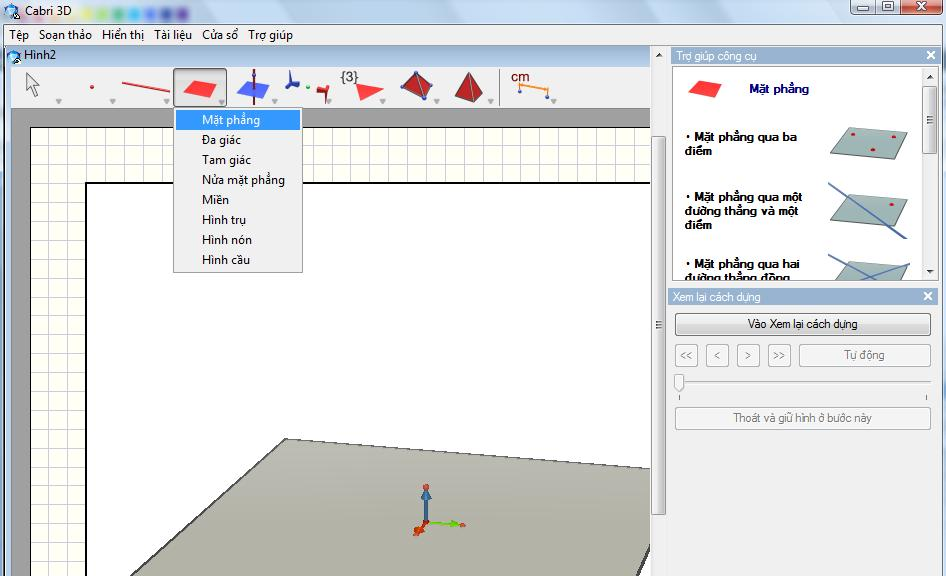 Cabri 3D
Tệp Soạn thảo Hiển thị Tài liệu Cửa sổ Trợ giúp
Hình2
{3}
cm
Mặt phẳng
Đa giác
Tam giác
Nửa mặt phẳng
Miền
Hình trụ
Hình nón
Hình cầu
Trợ giúp công cụ
Mặt phẳng
• Mặt phẳng qua ba
điểm
• Mặt phẳng qua một
đường thẳng và một
điểm
• Mặt phẳng qua hai
đường thẳng đồng
Xem lại cách dựng
Vào Xem lại cách dựng
<< < > >> Tự động
Thoát và giữ hình ở bước này